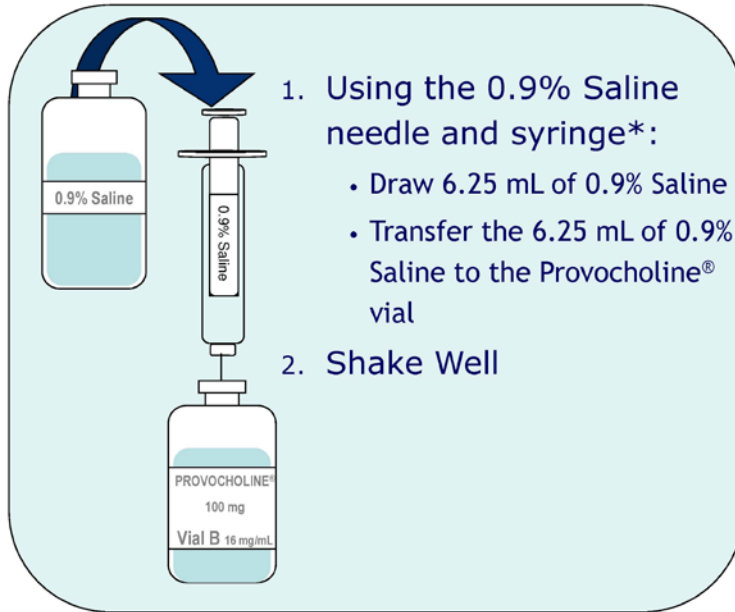 1. Using the 0.9% Saline
needle and syringe*:
• Draw 6.25 mL of 0.9% Saline
• Transfer the 6.25 mL of 0.9%
Saline to the Provocholine®
vial
2. Shake Well
0.9% Saline
0.9% Saline
PROVOCHOLINE®
100 mg
Vial B 16 mg/mL